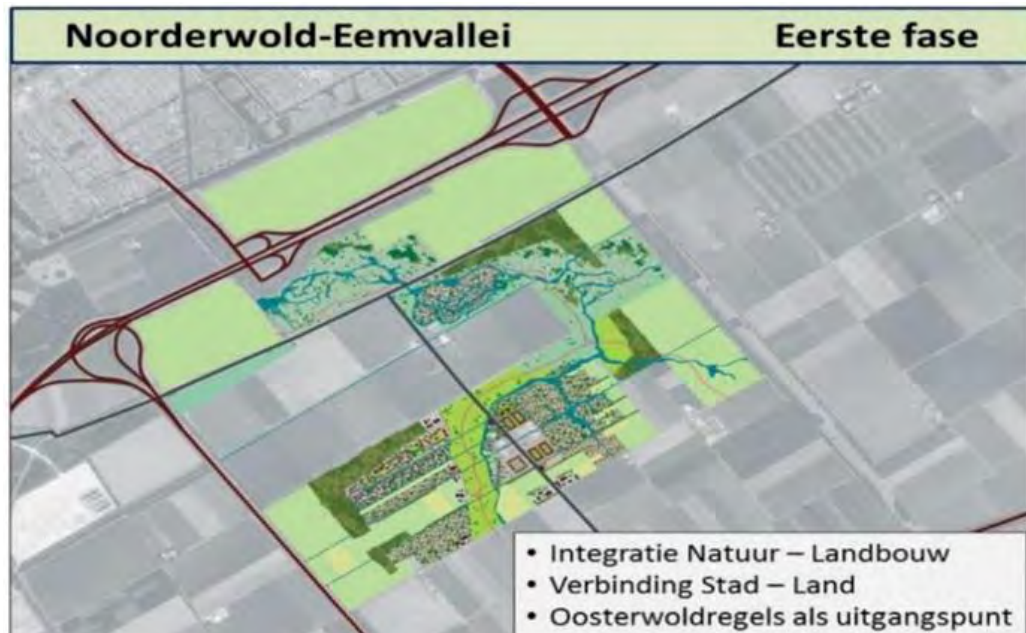 Noorderwold-Eemvallei Eerste fase
• Integratie Natuur – Landbouw
• Verbinding Stad – Land
• Oosterwoldregels als uitgangspunt